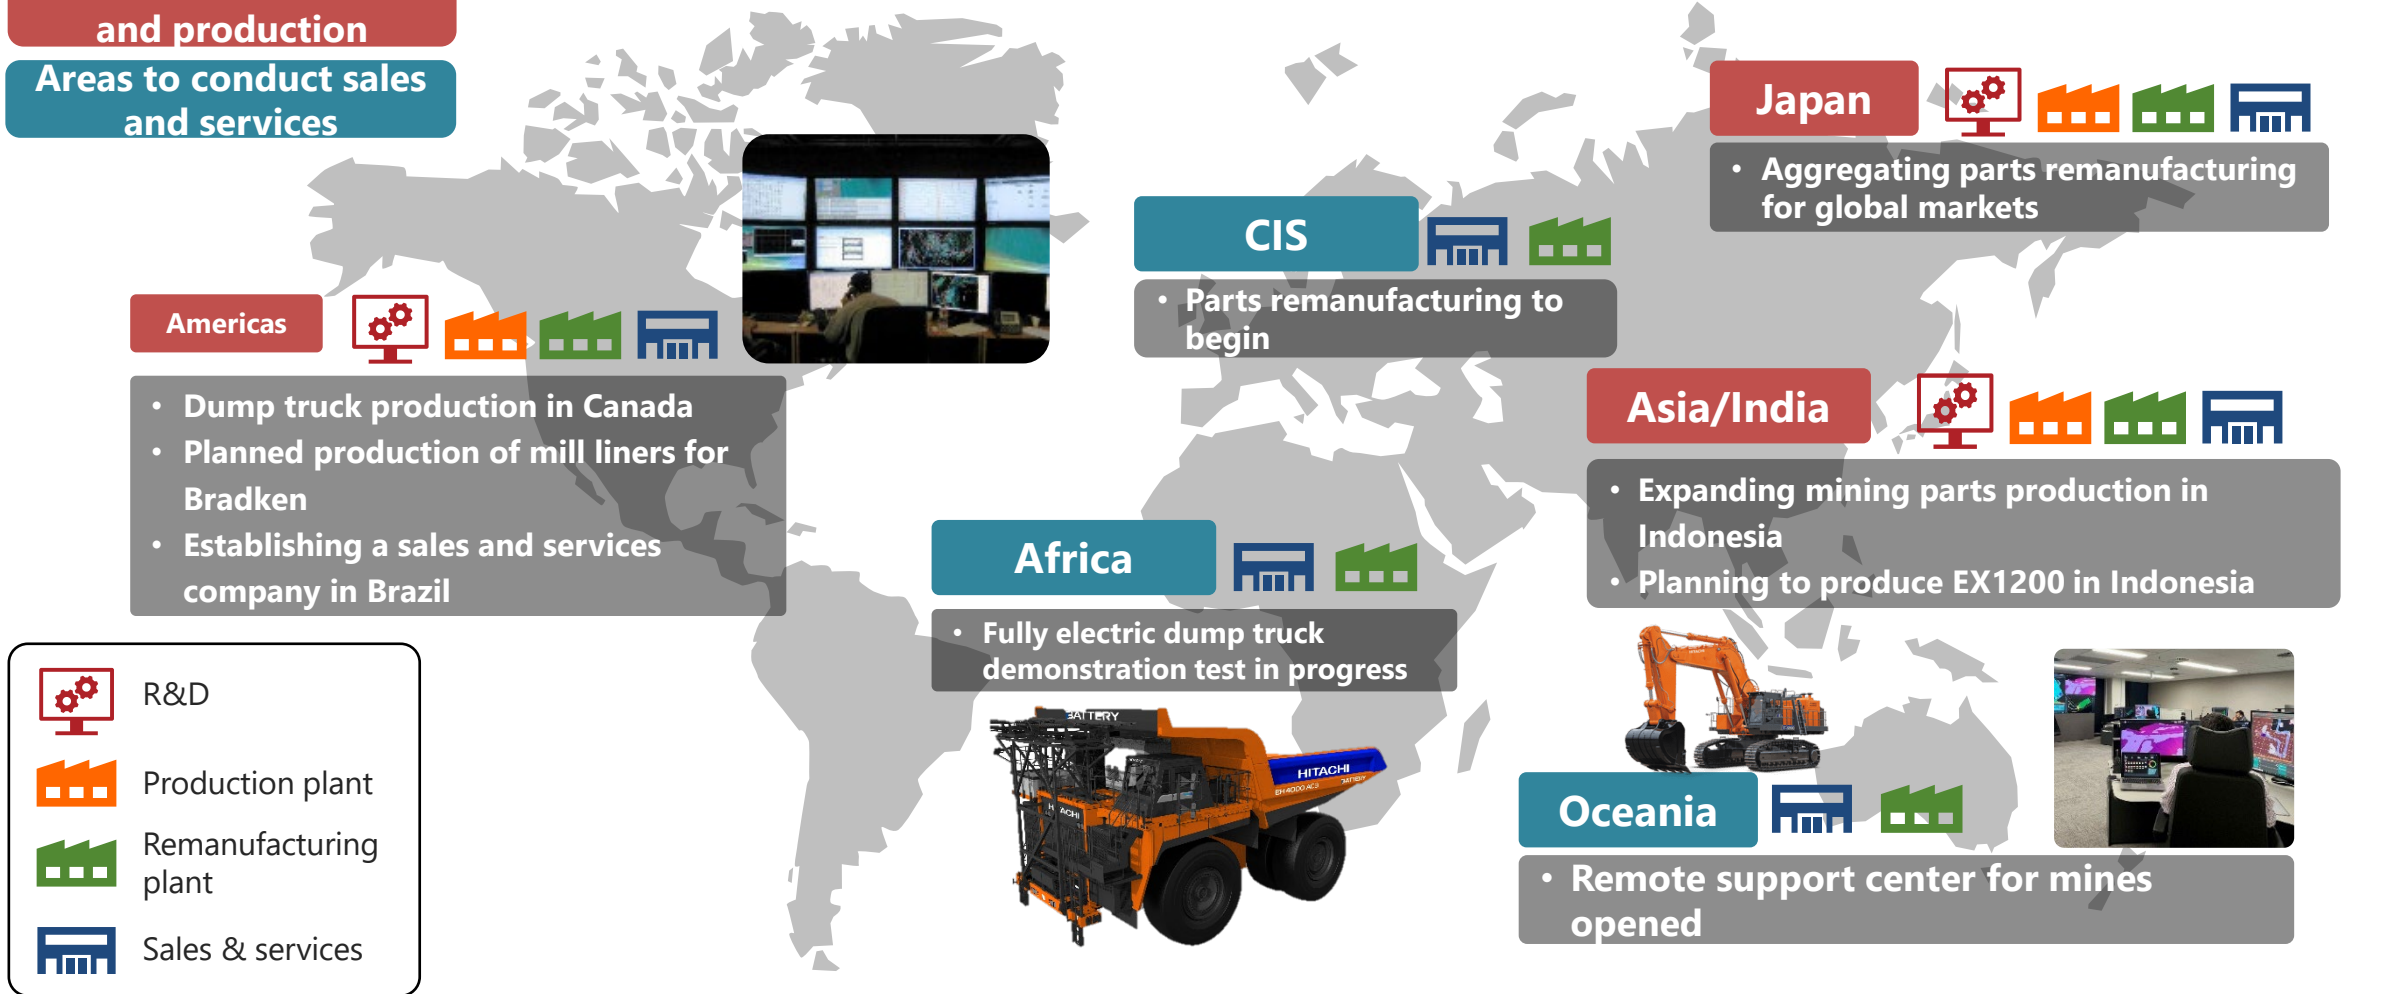 and production
Areas to conduct sales
and services
Japan
• Aggregating parts remanufacturing
for global markets
CIS
• Parts remanufacturing to
begin
Americas
• Dump truck production in Canada
• Planned production of mill liners for
Bradken
• Establishing a sales and services
company in Brazil
Asia/India
• Expanding mining parts production in
Indonesia
• Planning to produce EX1200 in Indonesia
Africa
• Fully electric dump truck
demonstration test in progress
BATTERY
HITACHI
BATTERY
EH4000 AC3
HITACHI
Oceania
• Remote support center for mines
opened
R&D
Production plant
Remanufacturing
plant
Sales & services